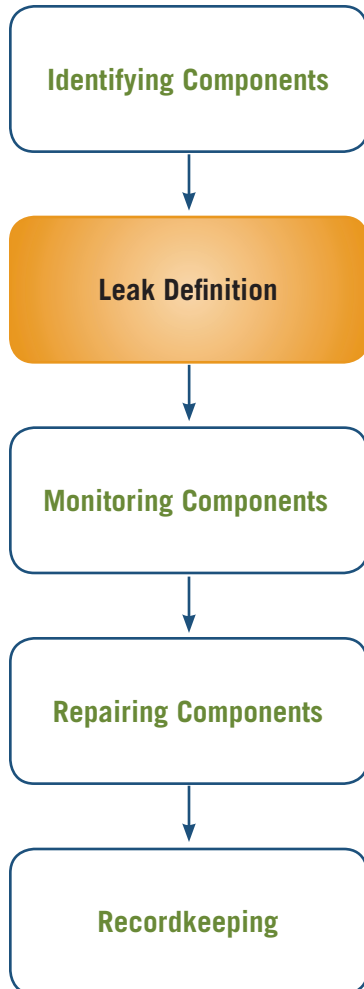 Identifying Components
Leak Definition
Monitoring Components
Repairing Components
Recordkeeping